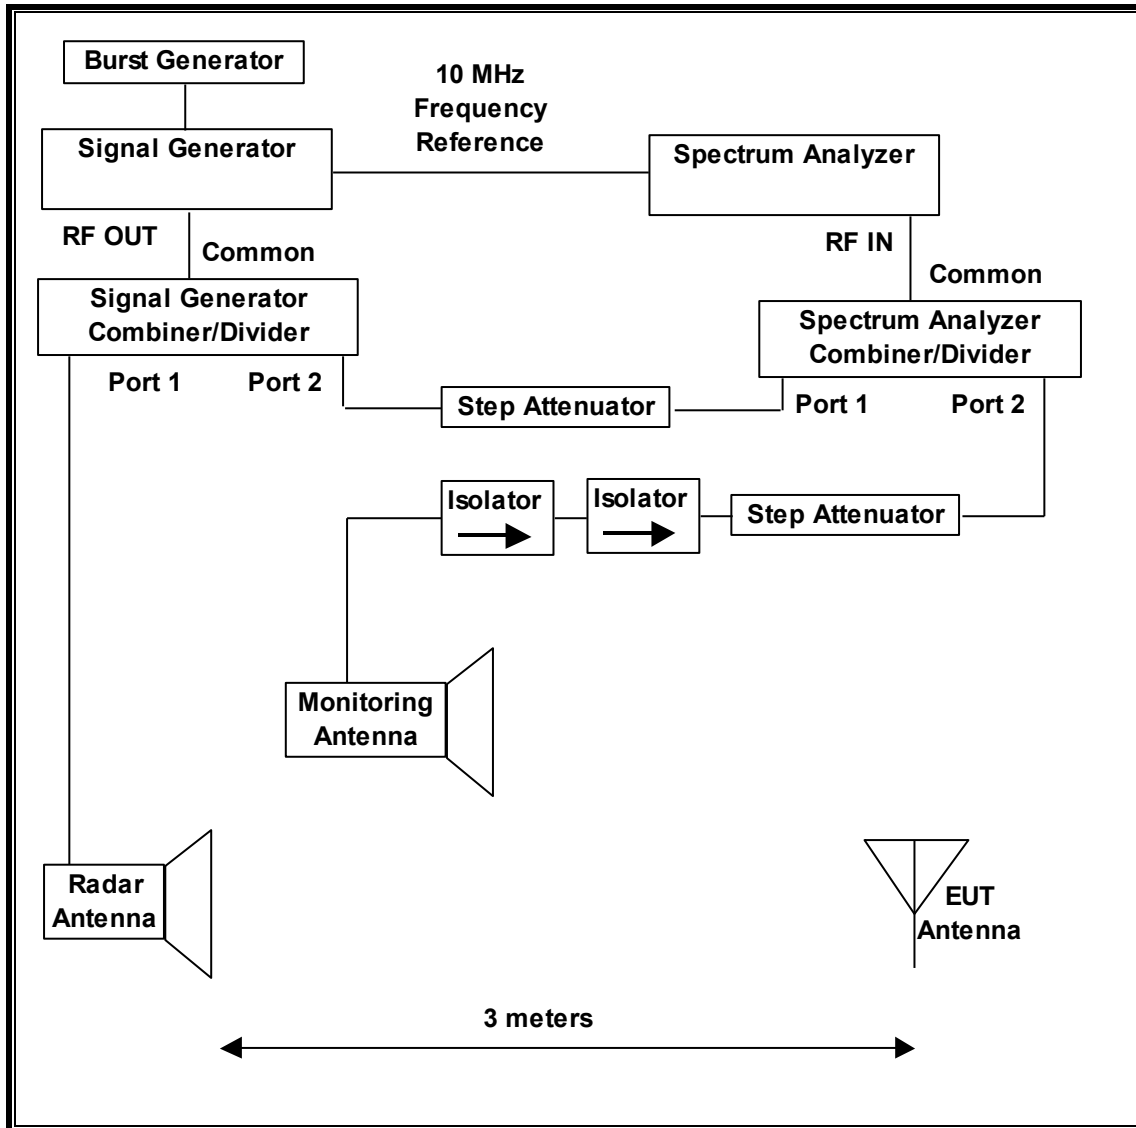 Burst Generator
10 MHz
Frequency
Reference
Signal Generator
Spectrum Analyzer
RF OUT
Common
RF IN
Common
Signal Generator
Combiner/Divider
Spectrum Analyzer
Combiner/Divider
Port 1
Port 2
Step Attenuator
Port 1
Port 2
Isolator
Isolator
Step Attenuator
Monitoring
Antenna
Radar
Antenna
EUT
Antenna
3 meters